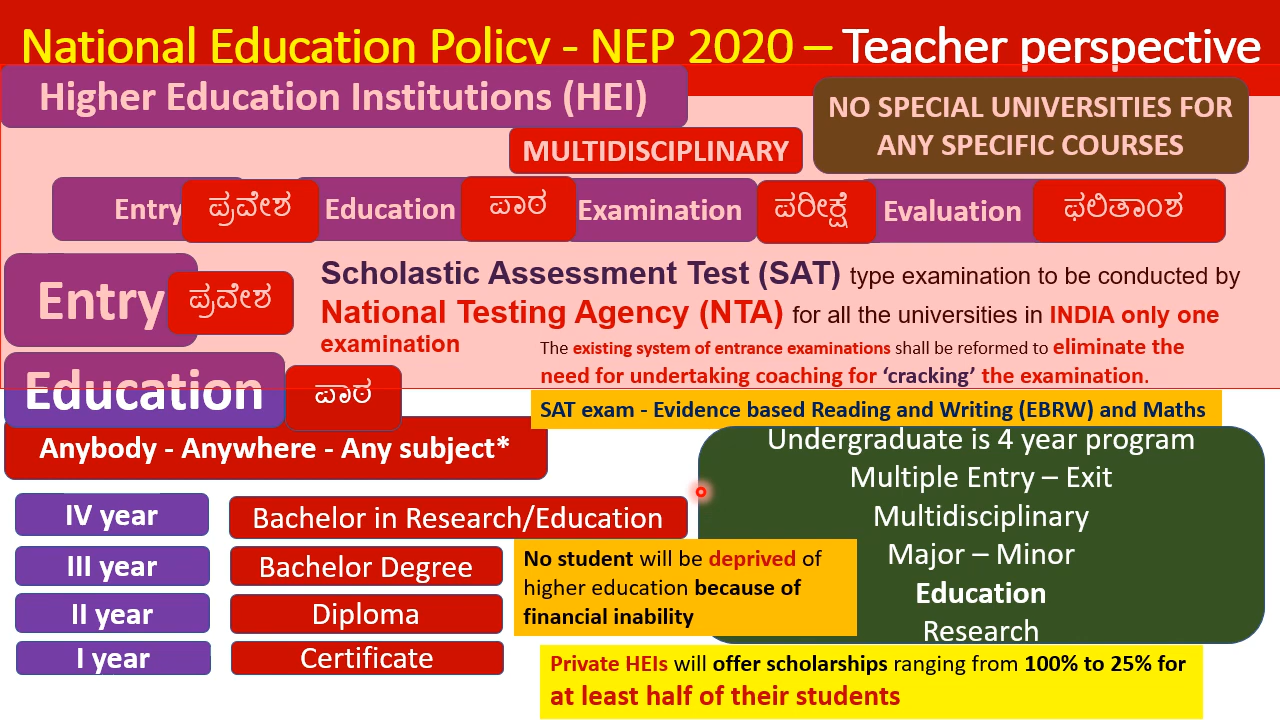 National Education Policy - NEP 2020 – Teacher perspective
Higher Education Institutions (HEI)
NO SPECIAL UNIVERSITIES FOR
ANY SPECIFIC COURSES
MULTIDISCIPLINARY
Entry ಪ್ರವೇಶ Education ಪಾಠ Examination ಪರೀಕ್ಷೆ Evaluation ಫಲಿತಾಂಶ
Entry ಪ್ರವೇಶ
Scholastic Assessment Test (SAT) type examination to be conducted by
National Testing Agency (NTA) for all the universities in INDIA only one
examination
The existing system of entrance examinations shall be reformed to eliminate the
need for undertaking coaching for ‘cracking’ the examination.
Education ಪಾಠ
SAT exam - Evidence based Reading and Writing (EBRW) and Maths
Anybody - Anywhere - Any subject*
Undergraduate is 4 year program
Multiple Entry – Exit
Multidisciplinary
Major – Minor
Education
Research
IV year Bachelor in Research/Education
III year Bachelor Degree
II year Diploma
I year Certificate
No student will be deprived of
higher education because of
financial inability
Private HEIs will offer scholarships ranging from 100% to 25% for
at least half of their students